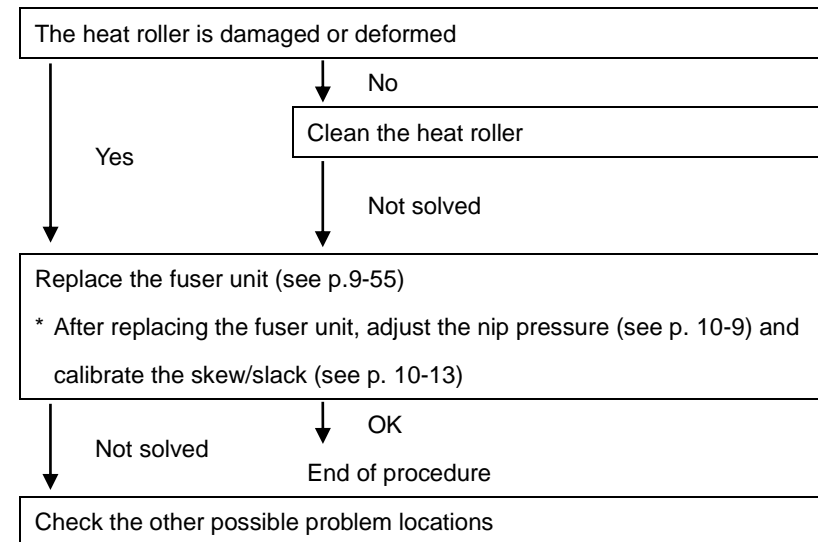 The heat roller is damaged or deformed
No
Clean the heat roller
Yes
Not solved
Replace the fuser unit (see p.9-55)
* After replacing the fuser unit, adjust the nip pressure (see p. 10-9) and
calibrate the skew/slack (see p. 10-13)
OK
Not solved
End of procedure
Check the other possible problem locations